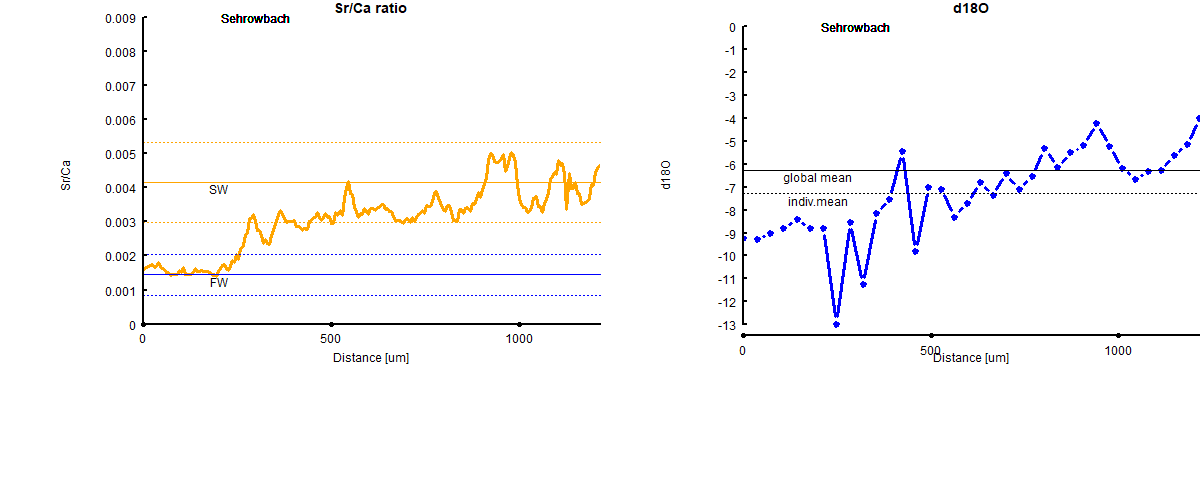 Sr/Ca ratio
Sehrowbach
0.009
0.008
0.007
0.006
0.005
0.004
0.003
0.002
0.001
0
Sr/Ca
SW
FW
0 500 1000
Distance [um]
d18O
Sehrowbach
0
-1
-2
-3
-4
-5
-6
-7
-8
-9
-10
-11
-12
-13
d18O
global mean
indiv.mean
0 500 1000
Distance [um]